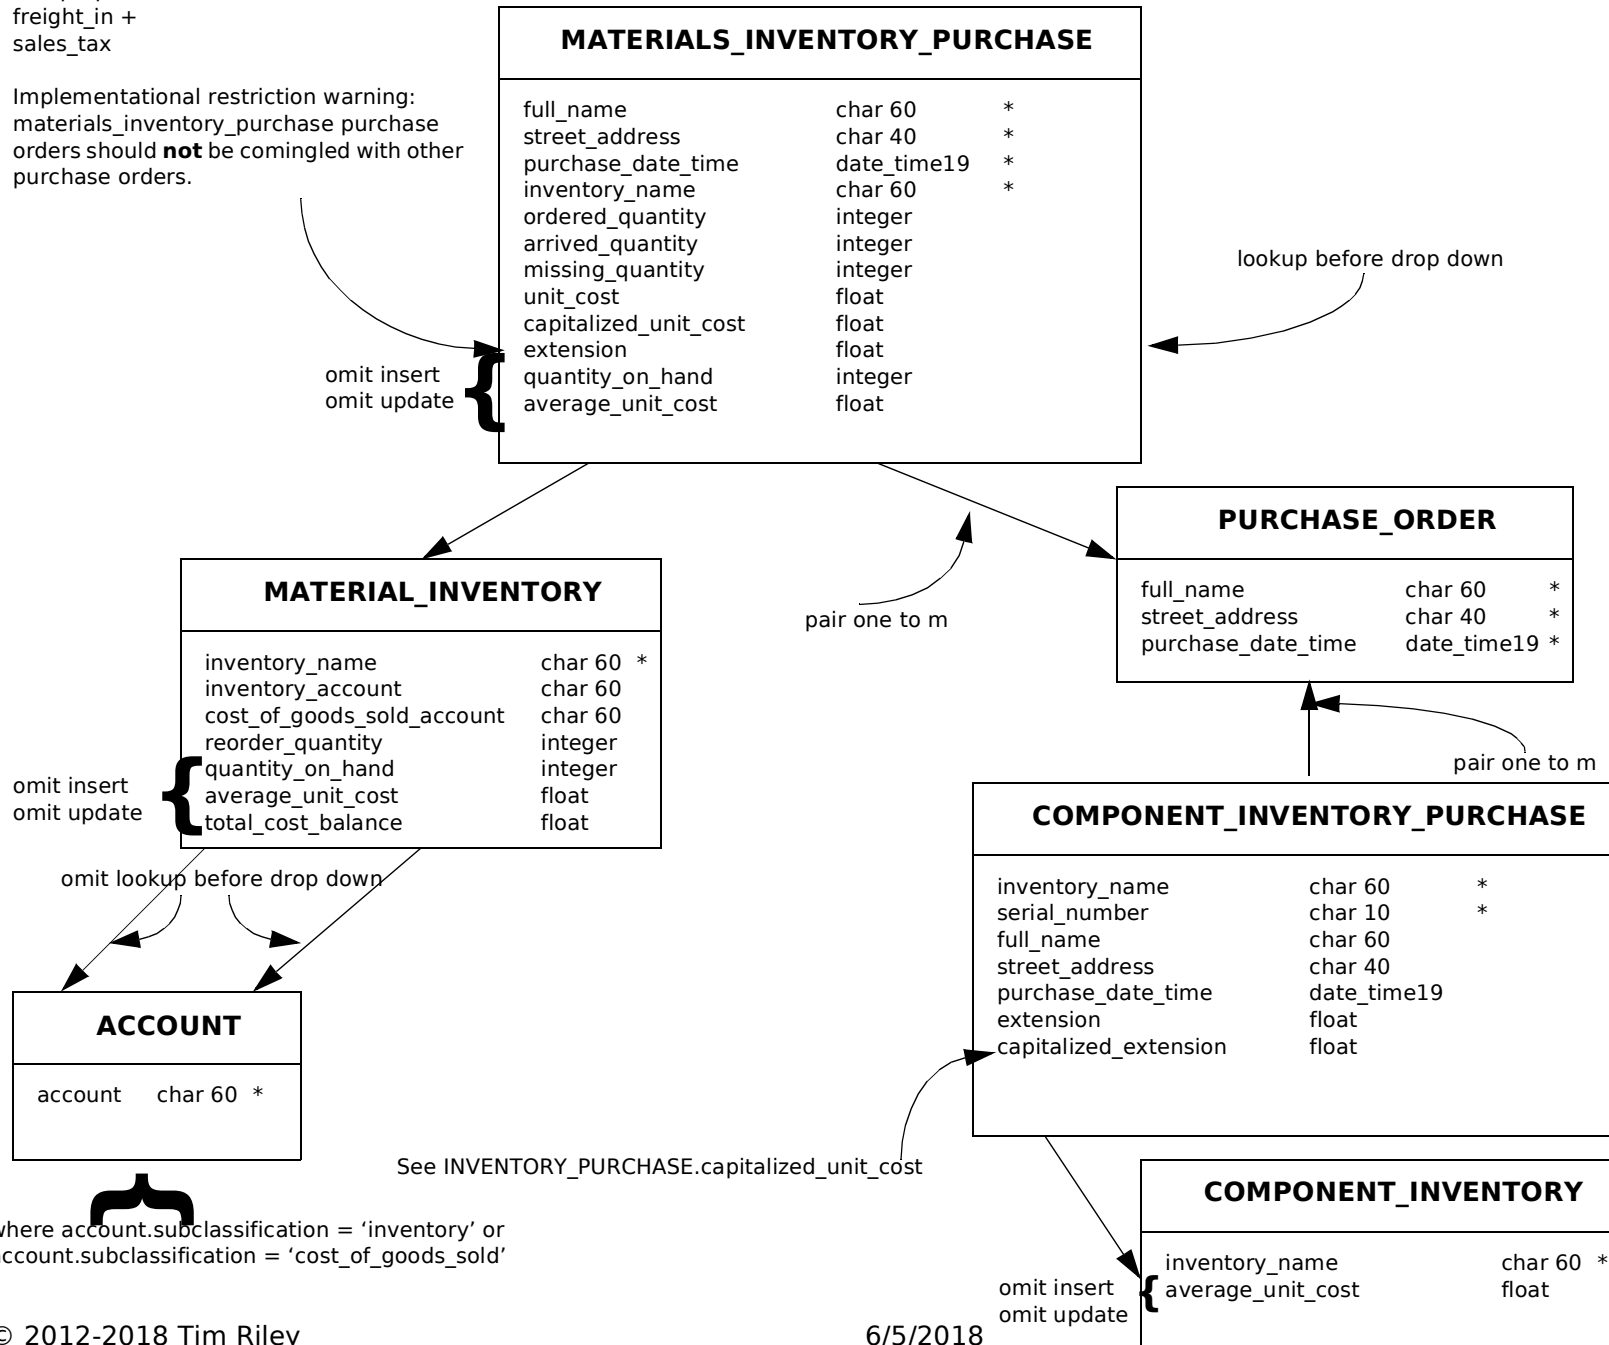 freight_in +
sales_tax
Implementational restriction warning:
materials_inventory_purchase purchase
orders should not be comingled with other
purchase orders.
MATERIALS_INVENTORY_PURCHASE
full_name char 60 *
street_address char 40 *
purchase_date_time date_time19 *
inventory_name char 60 *
ordered_quantity integer
arrived_quantity integer
missing_quantity integer
unit_cost float
capitalized_unit_cost float
extension float
quantity_on_hand integer
average_unit_cost float
omit insert
omit update
lookup before drop down
MATERIAL_INVENTORY
inventory_name char 60 *
inventory_account char 60
cost_of_goods_sold_account char 60
reorder_quantity integer
quantity_on_hand integer
average_unit_cost float
total_cost_balance float
omit insert
omit update
pair one to m
PURCHASE_ORDER
full_name char 60 *
street_address char 40 *
purchase_date_time date_time19 *
pair one to m
omit lookup before drop down
ACCOUNT
account char 60 *
where account.subclassification = ‘inventory’ or
account.subclassification = ‘cost_of_goods_sold’
COMPONENT_INVENTORY_PURCHASE
inventory_name char 60 *
serial_number char 10 *
full_name char 60
street_address char 40
purchase_date_time date_time19
extension float
capitalized_extension float
See INVENTORY_PURCHASE.capitalized_unit_cost
COMPONENT_INVENTORY
inventory_name char 60 *
average_unit_cost float
omit insert
omit update
© 2012-2018 Tim Riley
6/5/2018